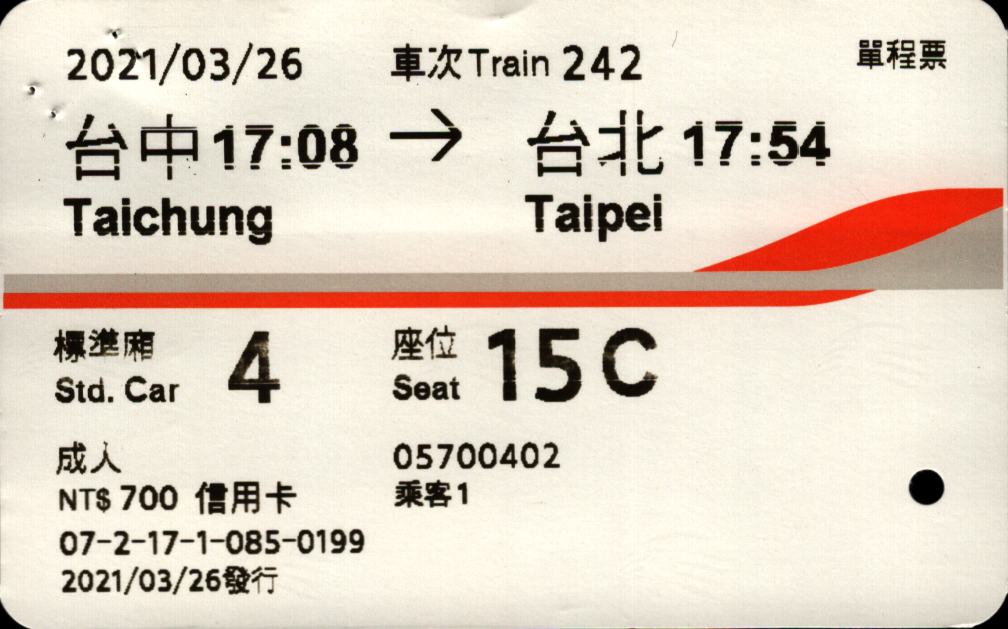 2021/03/26 車次Train 242 單程票
台中 17:08 → 台北 17:54
Taichung Taipei
標準廂 4 座位 15C
Std. Car Seat
成人 05700402
NT$ 700 信用卡 乘客1
07-2-17-1-085-0199
2021/03/26發行